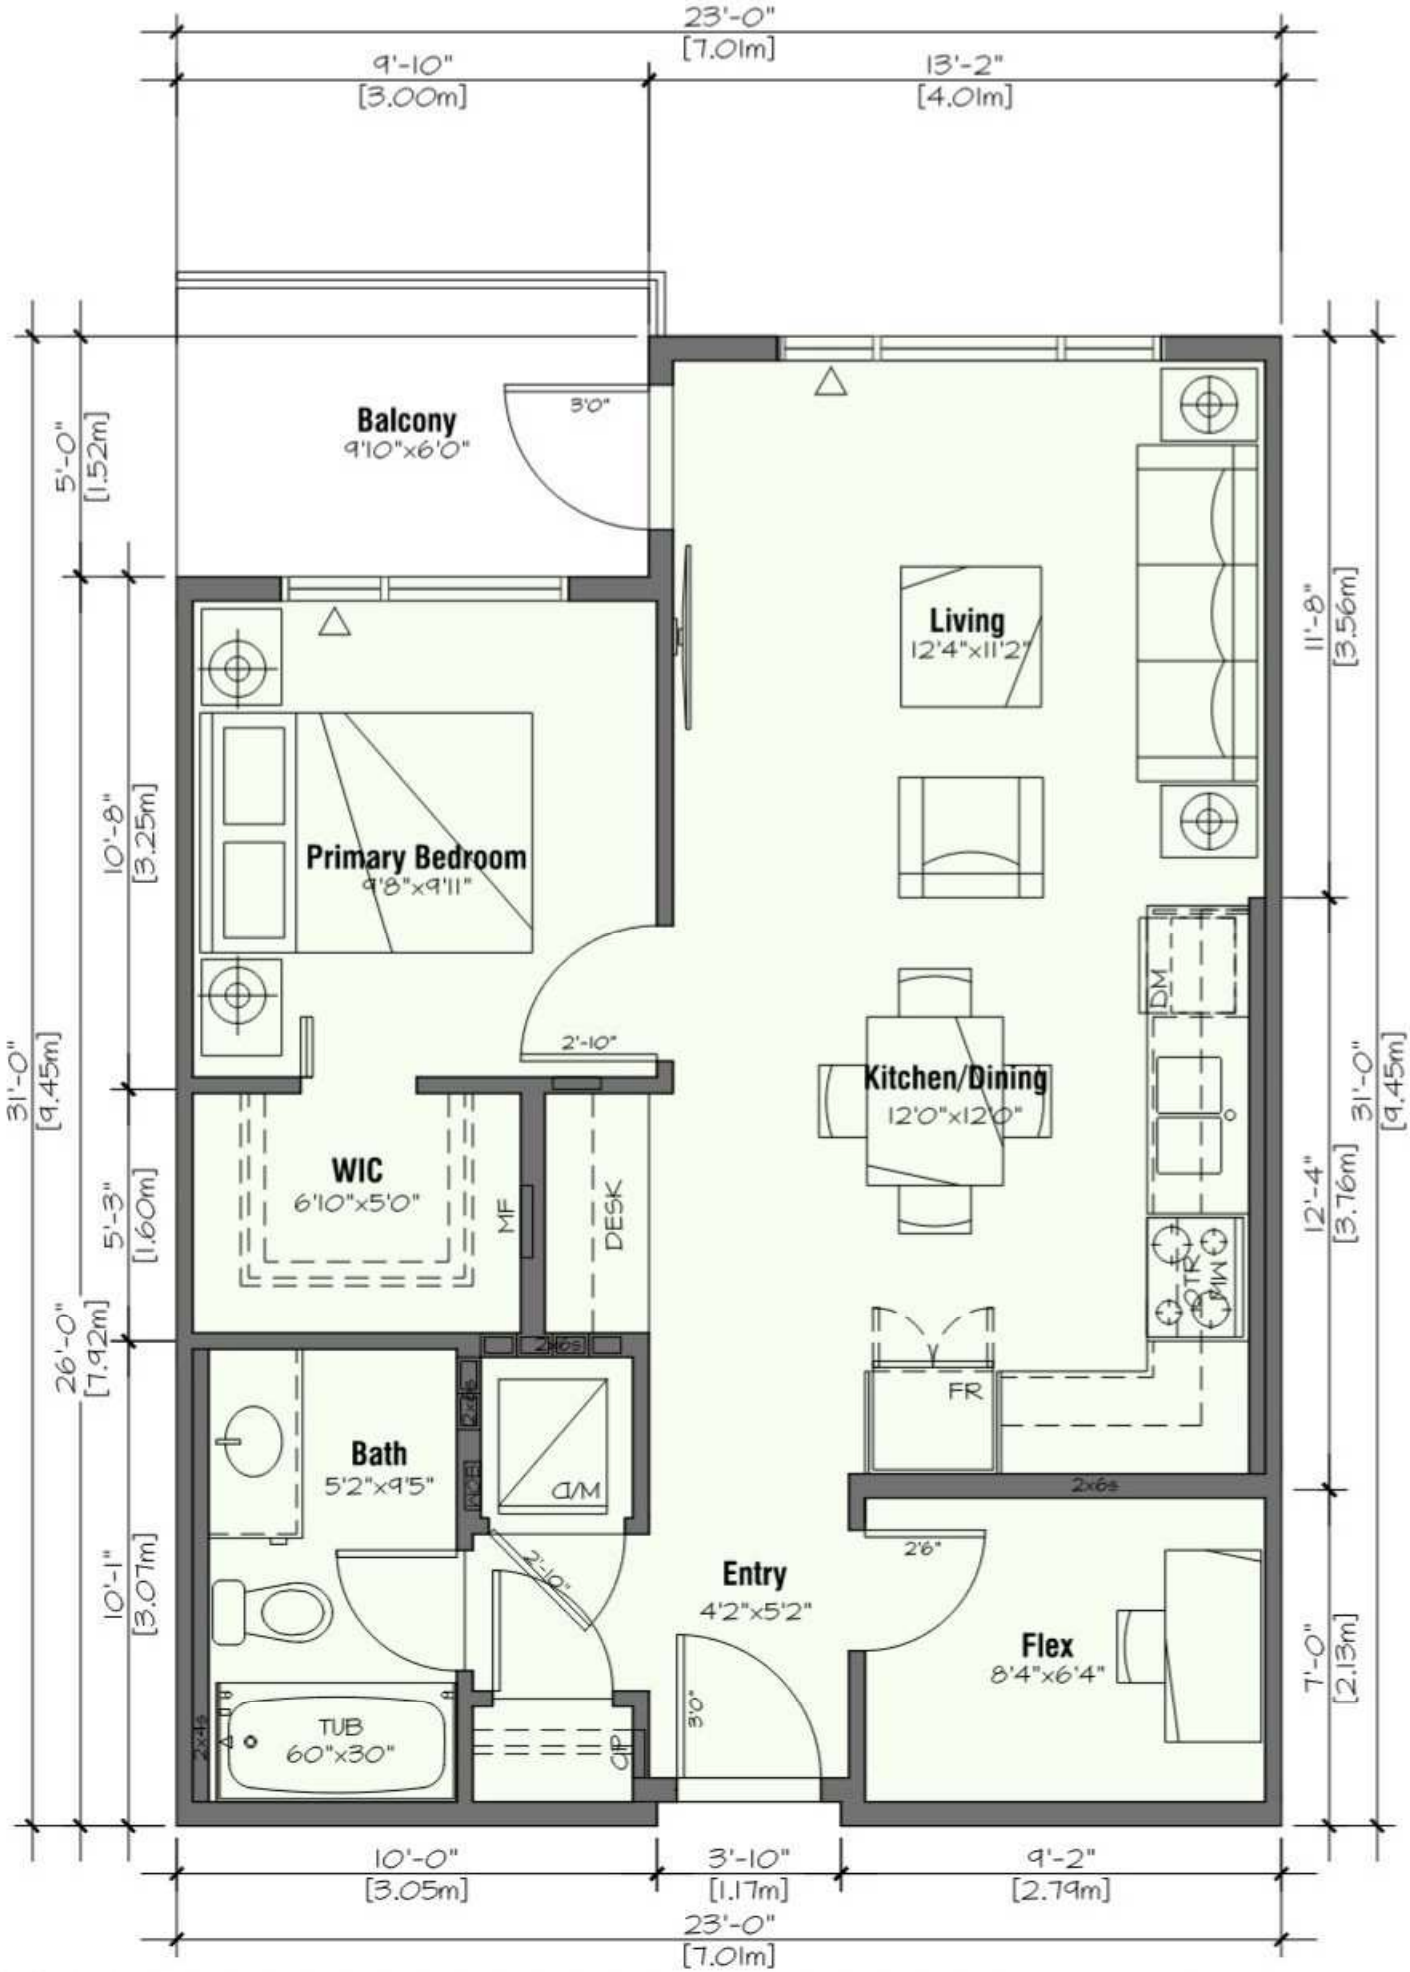 23'-0"
[7.01m]
9'-10"
[3.00m]
13'-2"
[4.01m]
Balcony
9'10"x6'0"
3'0"
5'-0"
[1.52m]
Living
12'4"x11'2"
11'-8"
[3.56m]
10'-8"
[3.25m]
Primary Bedroom
9'8"x9'11"
2'-10"
DM
Kitchen/Dining
12'0"x12'0"
31'-0"
[9.45m]
31'-0"
[9.45m]
WIC
6'10"x5'0"
MF
DESK
5'-3"
[1.60m]
12'-4"
[3.76m]
OTR
MW
26'-0"
[7.92m]
2x6s
FR
2x6s
Bath
5'2"x9'5"
D/M
2x6s
10'-1"
[3.07m]
2'-10"
2'6"
Entry
4'2"x5'2"
Flex
8'4"x6'4"
7'-0"
[2.13m]
3'0"
TUB
60"x30"
2x4s
10'-0"
[3.05m]
3'-10"
[1.17m]
9'-2"
[2.79m]
23'-0"
[7.01m]